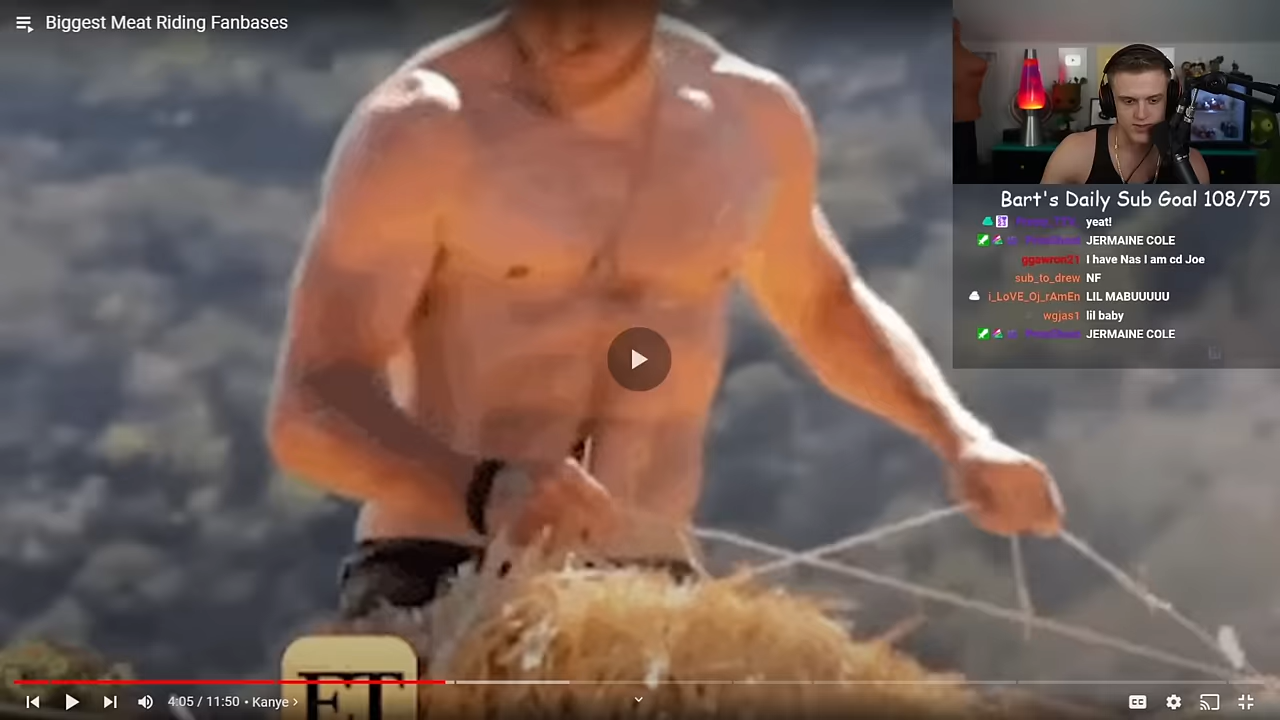 Biggest Meat Riding Fanbases
Bart's Daily Sub Goal 108/75
yeat!
JERMAINE COLE
ggawron21 I have Nas I am cd Joe
sub_to_drew NF
i_LoVE_Oj_rAmEn LIL MABUUUUU
wgjas1 lil baby
JERMAINE COLE
ET
4:05 / 11:50 • Kanye >
CC